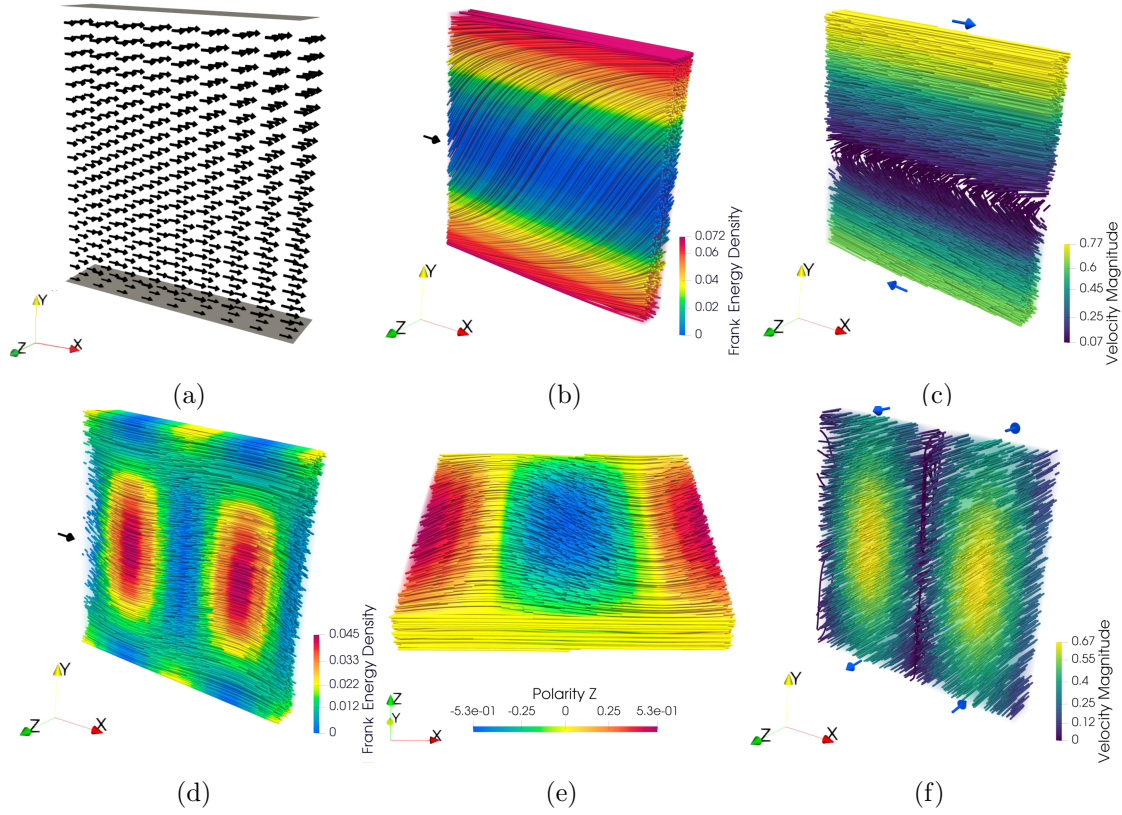 Y
Z
X
(a)
Y
Z
X
0.072
0.06
0.04
0.02
0
Frank Energy Density
(b)
Y
Z
X
0.77
0.6
0.45
0.25
0.07
Velocity Magnitude
(c)
Y
Z
X
0.045
0.033
0.022
0.012
0
Frank Energy Density
(d)
Polarity Z
-5.3e-01 -0.25 0 0.25 5.3e-01
Z
Y
X
(e)
Y
Z
X
0.67
0.55
0.4
0.25
0.12
0
Velocity Magnitude
(f)